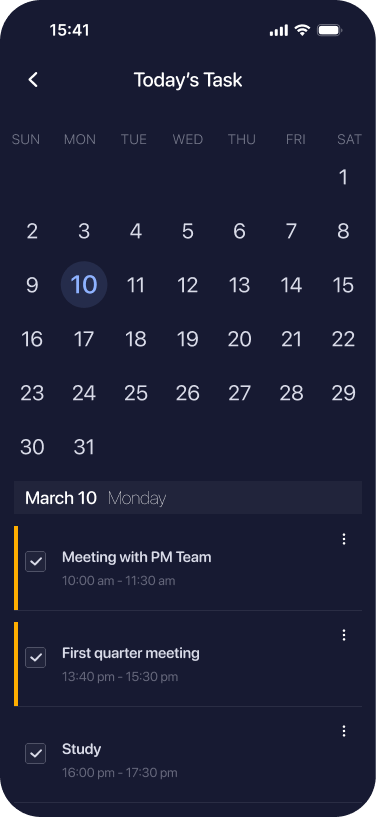 15:41
Today's Task
SUN MON TUE WED THU FRI SAT
1
2 3 4 5 6 7 8
9 10 11 12 13 14 15
16 17 18 19 20 21 22
23 24 25 26 27 28 29
30 31
March 10 Monday
Meeting with PM Team
10:00 am - 11:30 am
First quarter meeting
13:40 pm - 15:30 pm
Study
16:00 pm - 17:30 pm